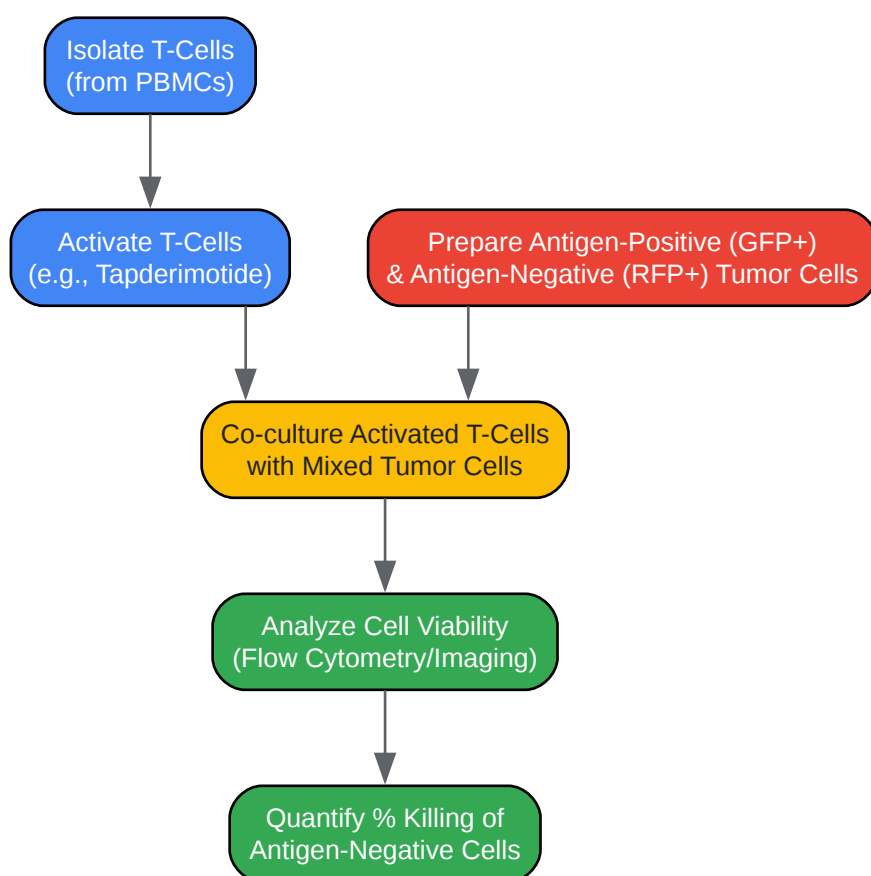 Isolate T-Cells
(from PBMCs)
Activate T-Cells
(e.g., Tapderimotide)
Prepare Antigen-Positive (GFP+)
& Antigen-Negative (RFP+) Tumor Cells
Co-culture Activated T-Cells
with Mixed Tumor Cells
Analyze Cell Viability
(Flow Cytometry/Imaging)
Quantify % Killing of
Antigen-Negative Cells